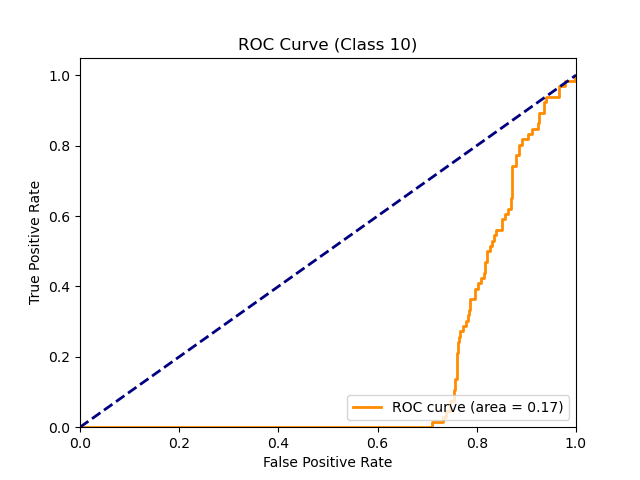 ROC Curve (Class 10)
True Positive Rate
1.0
0.8
0.6
0.4
0.2
0.0
ROC curve (area = 0.17)
0.0 0.2 0.4 0.6 0.8 1.0
False Positive Rate